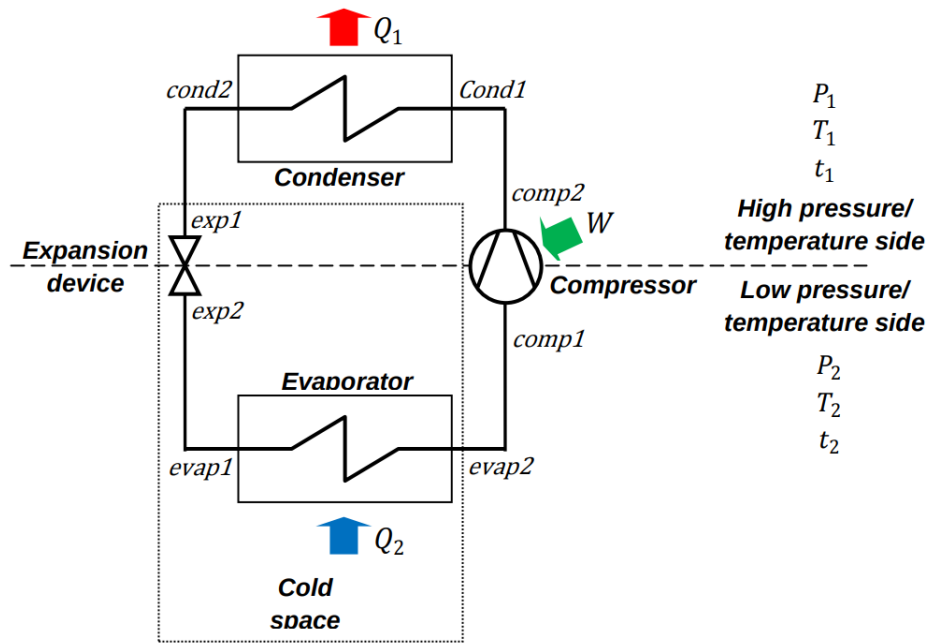 Q₁
cond2
Cond1
P₁
T₁
t₁
Condenser
comp2
exp1
W
High pressure/
temperature side
Expansion
device
Compressor
Low pressure/
temperature side
exp2
comp1
Evaporator
P₂
T₂
t₂
evap1
evap2
Q₂
Cold
space